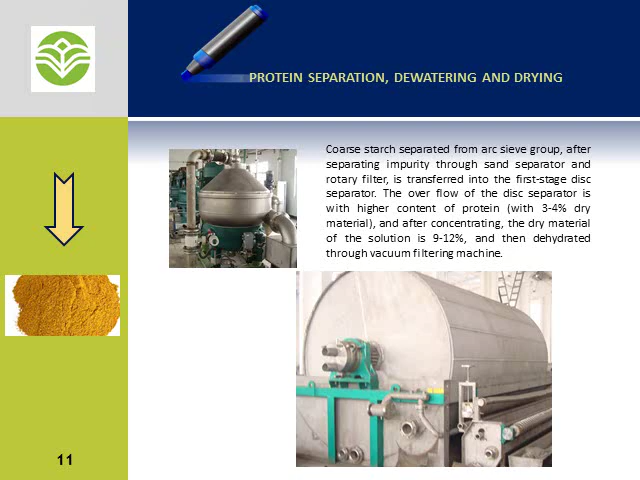 PROTEIN SEPARATION, DEWATERING AND DRYING
Coarse starch separated from arc sieve group, after
separating impurity through sand separator and
rotary filter, is transferred into the first-stage disc
separator. The over flow of the disc separator is
with higher content of protein (with 3-4% dry
material), and after concentrating, the dry material
of the solution is 9-12%, and then dehydrated
through vacuum filtering machine.
11